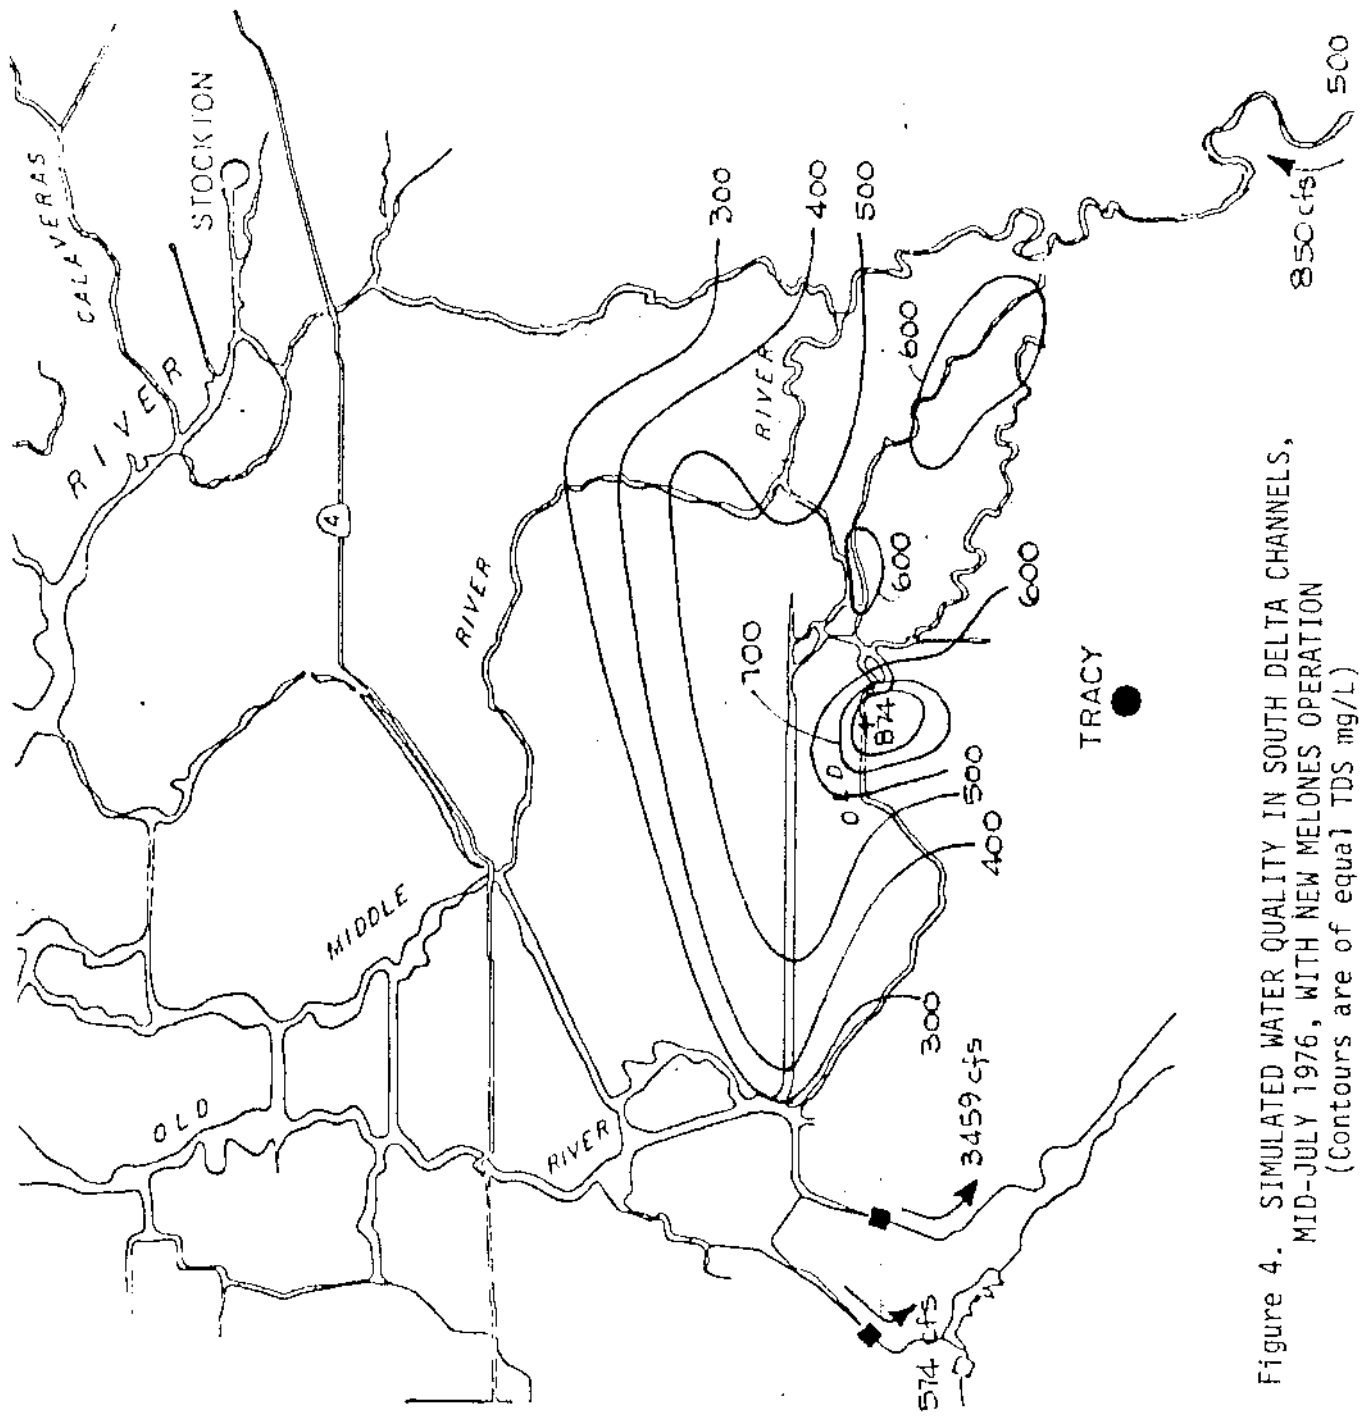 CALAVERAS
STOCKTON
RIVER
4
RIVER
MIDDLE
OLD
RIVER
RIVER
300
400
500
600
600
700
874
OLD
600
500
400
300
TRACY
3459 cfs
574 cfs
850 cfs
500
Figure 4. SIMULATED WATER QUALITY IN SOUTH DELTA CHANNELS,
MID-JULY 1976, WITH NEW MELONES OPERATION
(Contours are of equal TDS mg/L)